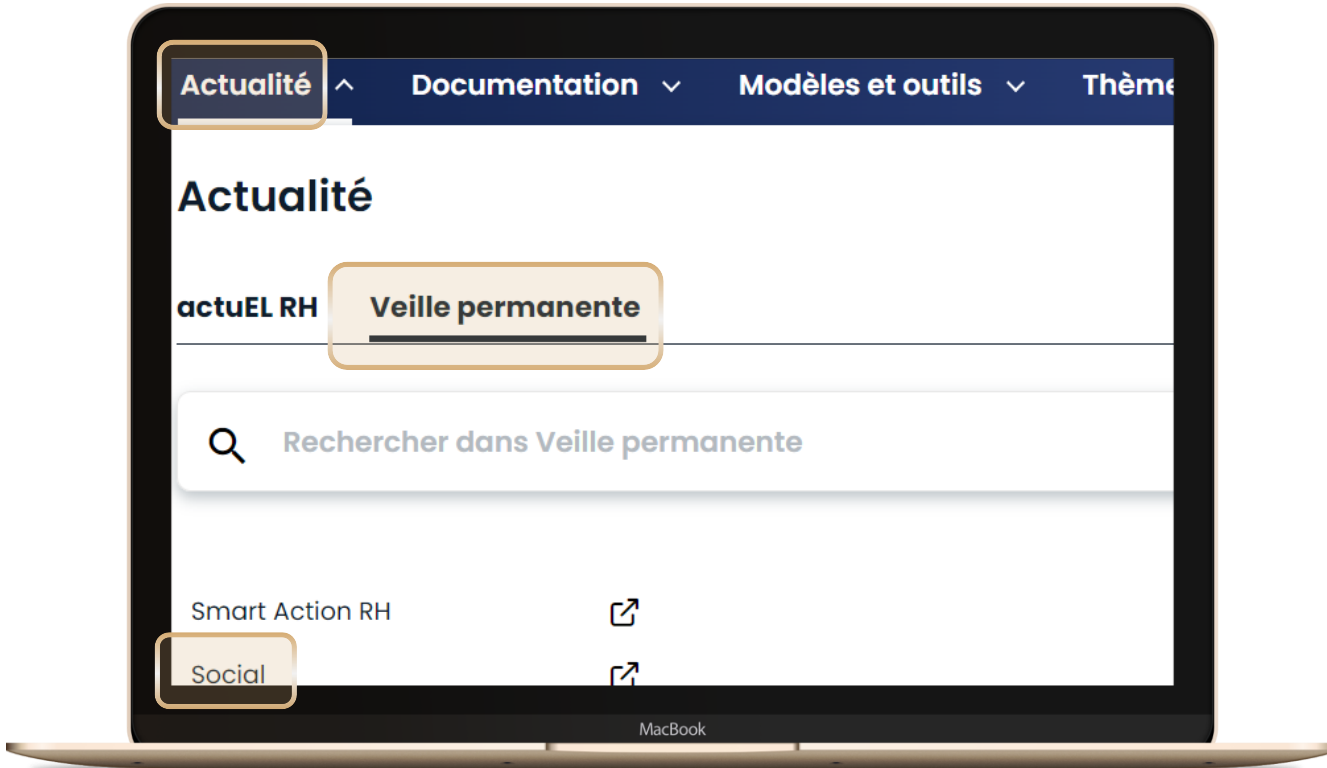 Actualité Documentation Modèles et outils Thème
Actualité
actuEL RH Veille permanente
Rechercher dans Veille permanente
Smart Action RH
Social
MacBook